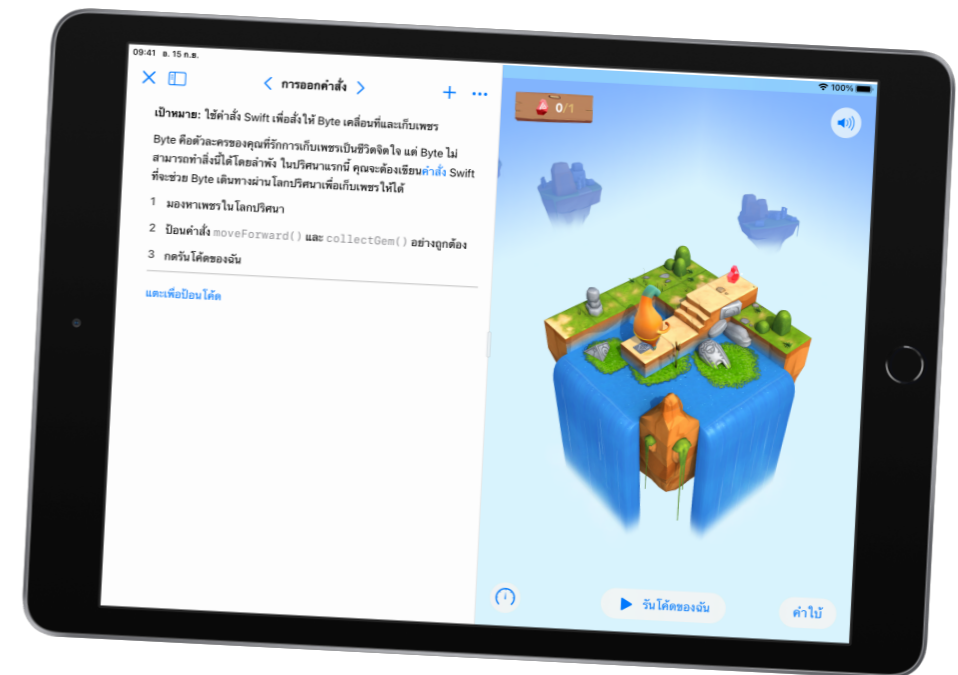 09:41 อ. 15 ก.ย.
100%
การออกคำสั่ง
เป้าหมาย: ใช้คำสั่ง Swift เพื่อสั่งให้ Byte เคลื่อนที่และเก็บเพชร
Byte คือตัวละครของคุณที่รักการเก็บเพชรเป็นชีวิตจิตใจ แต่ Byte ไม่
สามารถทำสิ่งนี้ได้โดยลำพัง ในปริศนาแรกนี้ คุณจะต้องเขียนคำสั่ง Swift
ที่จะช่วย Byte เดินทางผ่านโลกปริศนาเพื่อเก็บเพชรให้ได้
1 มองหาเพชรในโลกปริศนา
2 ป้อนคำสั่ง moveForward() และ collectGem() อย่างถูกต้อง
3 กดรันโค้ดของฉัน
แตะเพื่อป้อนโค้ด
0/1
รันโค้ดของฉัน
คำใบ้